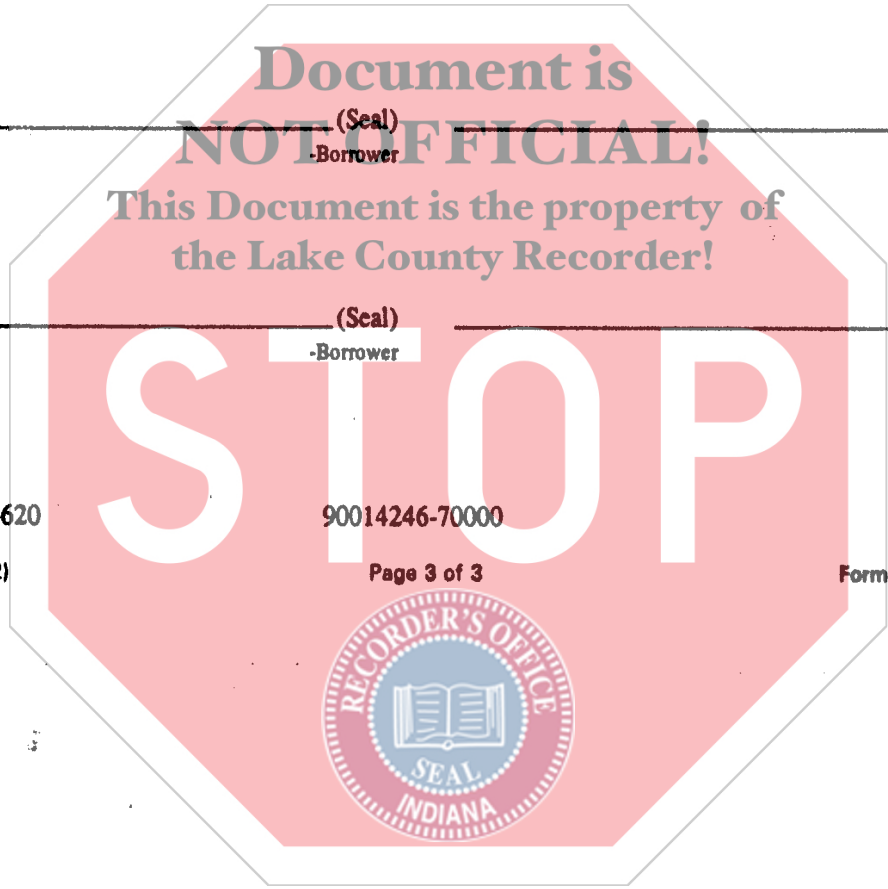 Document is
(Seal)
NOT OFFICIAL!
-Borrower
This Document is the property of
the Lake County Recorder!
(Seal)
-Borrower
STOP
620 90014246-70000
2) Page 3 of 3 Form
RECORDER'S OFFICE
SEAL
INDIANA